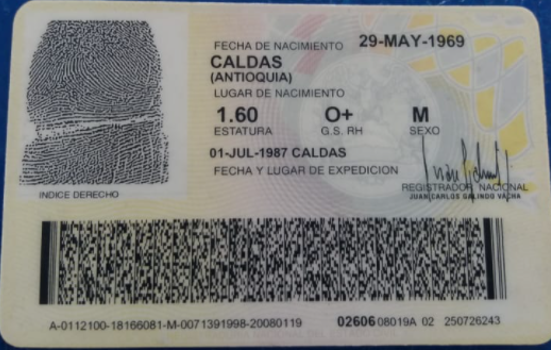 FECHA DE NACIMIENTO 29-MAY-1969
CALDAS
(ANTIOQUIA)
LUGAR DE NACIMIENTO
1.60 O+ M
ESTATURA G.S. RH SEXO
01-JUL-1987 CALDAS
FECHA Y LUGAR DE EXPEDICION
REGISTRADOR NACIONAL
JUAN CARLOS GALINDO VACHA
INDICE DERECHO
A-0112100-18166081-M-0071391998-20080119 02606 08019A 02 250726243